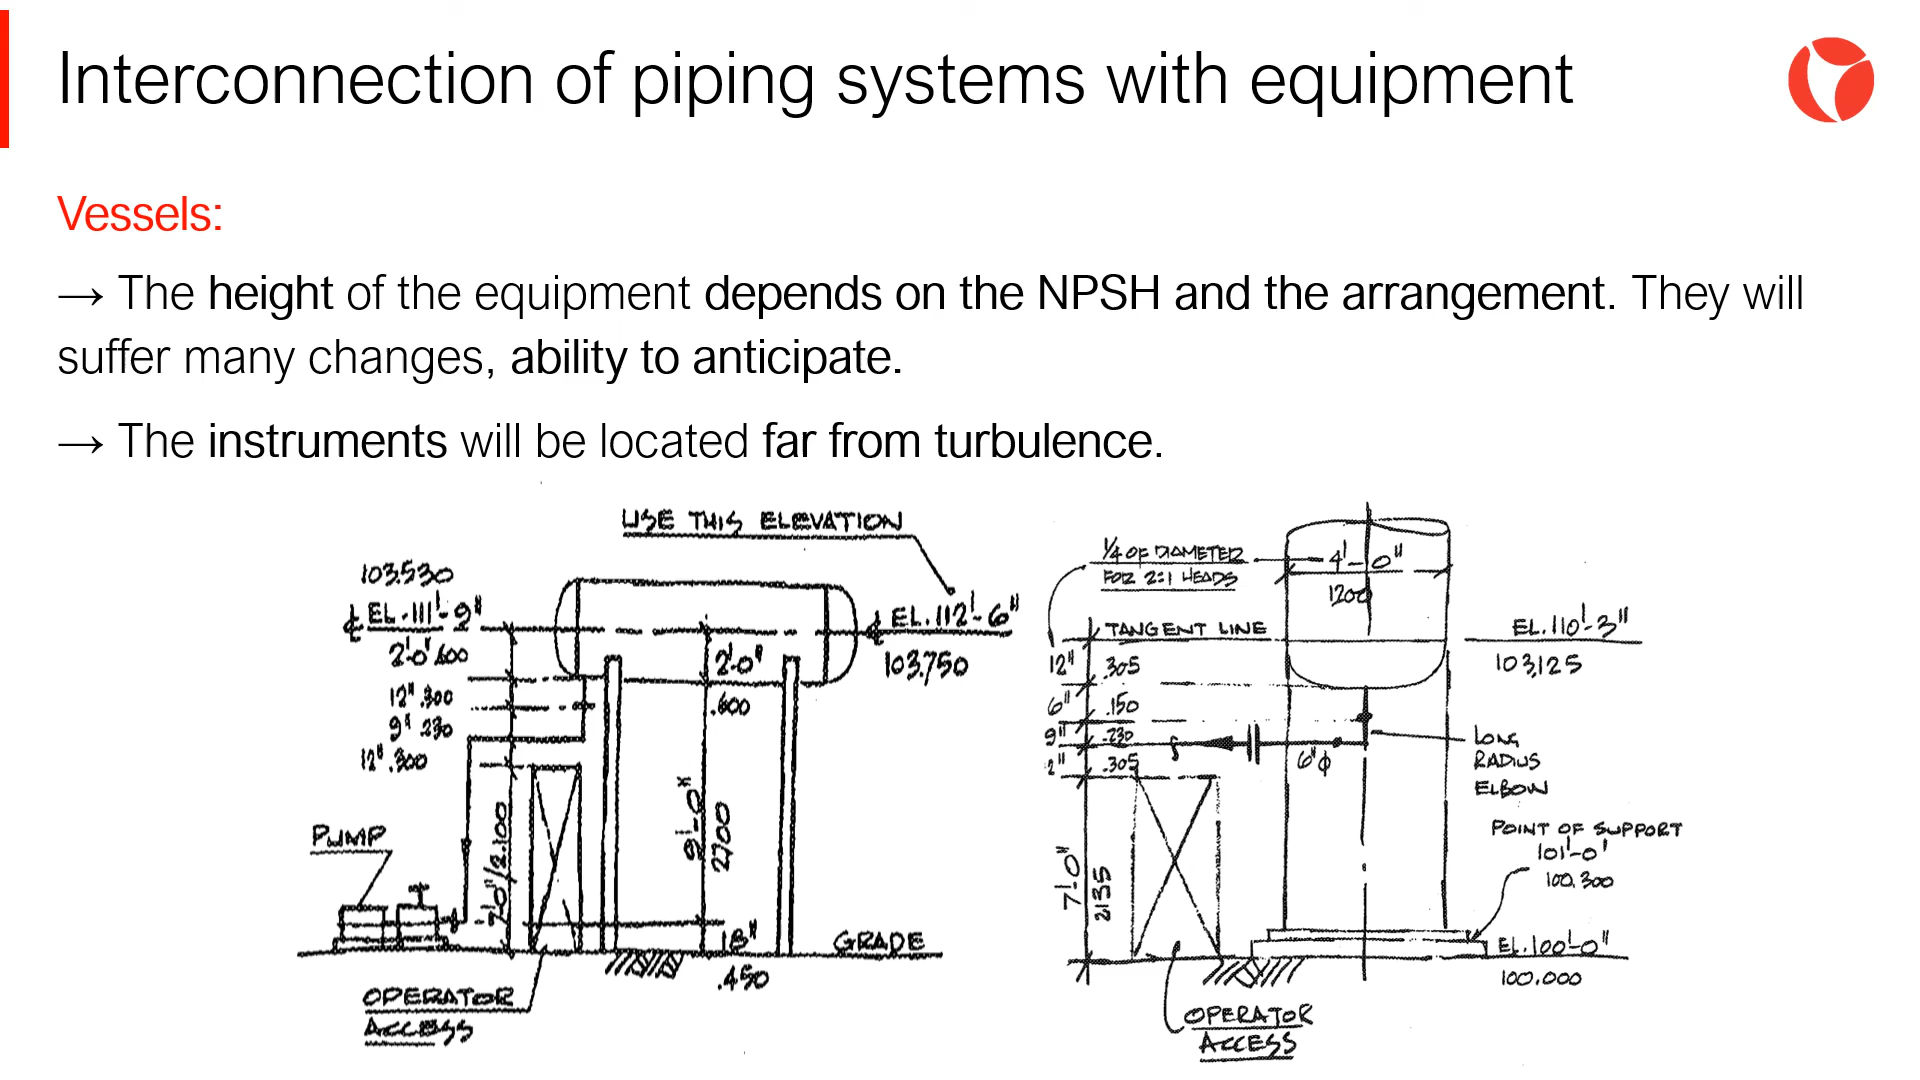 Interconnection of piping systems with equipment
Vessels:
→ The height of the equipment depends on the NPSH and the arrangement. They will
suffer many changes, ability to anticipate.
→ The instruments will be located far from turbulence.
USE THIS ELEVATION
103.530
℄ EL.111'-9"
2'-0" .600
12" .300
9" .230
12" .300
PUMP
7'-0"/2.100
OPERATOR
ACCESS
2'-0"
.600
9'-0"
2700
18"
.450
℄ EL.112'-6"
103.750
GRADE
1/4 OF DIAMETER
FOR 2:1 HEADS
4'-0"
1200
TANGENT LINE
EL.110'-3"
103,125
12" .305
6" .150
9" .230
2" .305
6"ϕ
LONG
RADIUS
ELBOW
7'-0"
2135
POINT OF SUPPORT
101'-0'
100.300
EL.100'-0"
100.000
OPERATOR
ACCESS